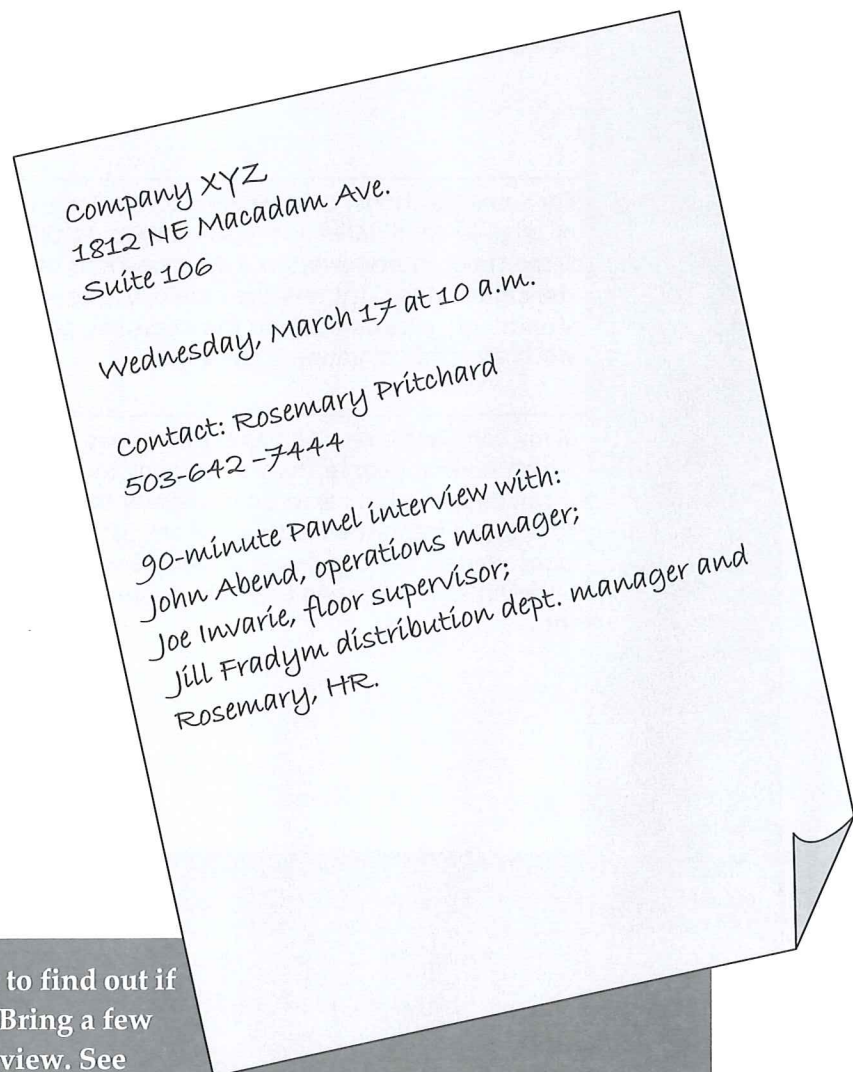 Company XYZ
1812 NE Macadam Ave.
Suite 106
Wednesday, March 17 at 10 a.m.
Contact: Rosemary Pritchard
503-642-7444
90-minute Panel interview with:
John Abend, operations manager;
Joe Invarie, floor supervisor;
Jill Fradym distribution dept. manager and
Rosemary, HR.
to find out if
Bring a few
view. See